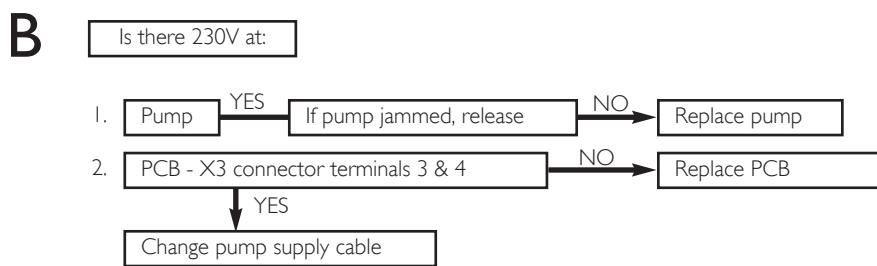 B
Is there 230V at:
1. Pump YES If pump jammed, release NO Replace pump
2. PCB - X3 connector terminals 3 & 4 NO Replace PCB
YES
Change pump supply cable